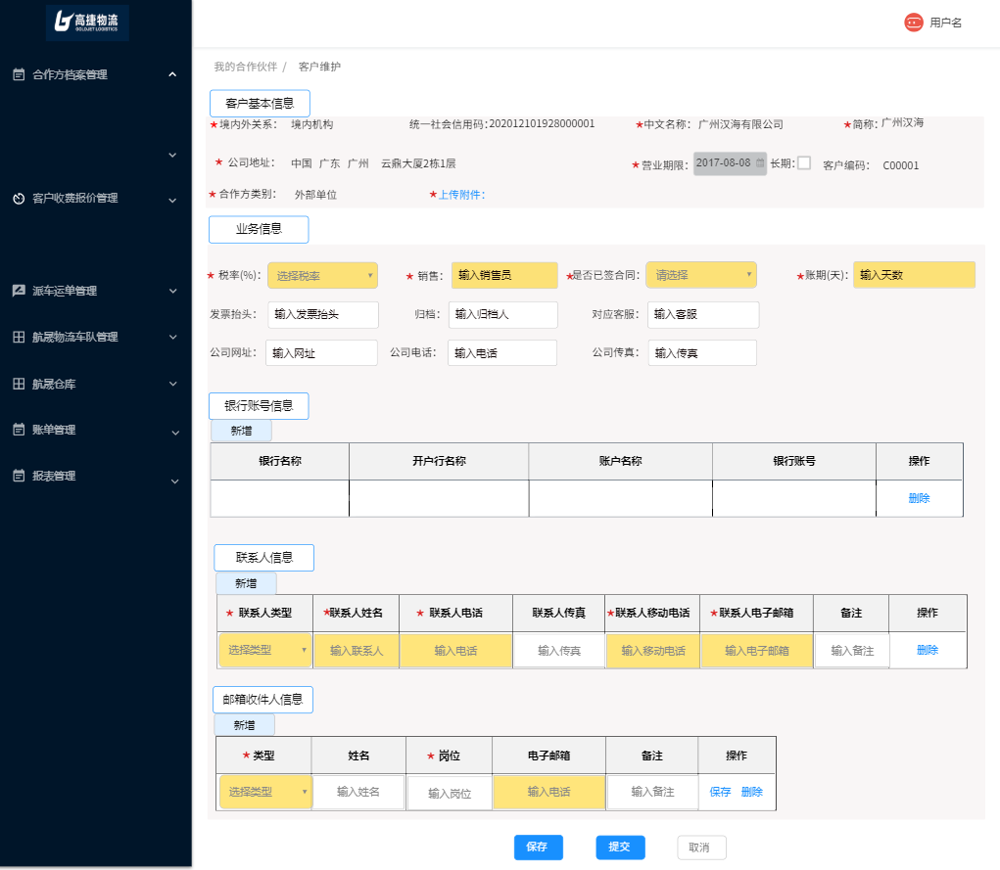 高捷物流
GOLDJET LOGISTICS
用户名
合作方档案管理
客户收费报价管理
派车运单管理
航晟物流车队管理
航晟仓库
账单管理
报表管理
我的合作伙伴 / 客户维护
客户基本信息
★境内外关系： 境内机构 统一社会信用码：202012101928000001 ★中文名称：广州汉海有限公司 ★简称：广州汉海
★ 公司地址： 中国 广东 广州 云鼎大厦2栋1层 ★营业期限：2017-08-08 长期： 客户编码： C00001
★合作方类别： 外部单位 ★上传附件：
业务信息
★ 税率(%)： 选择税率 ★ 销售： 输入销售员 ★是否已签合同： 请选择 ★账期(天)： 输入天数
发票抬头： 输入发票抬头 归档： 输入归档人 对应客服： 输入客服
公司网址： 输入网址 公司电话： 输入电话 公司传真： 输入传真
银行账号信息
新增
银行名称 开户行名称 账户名称 银行账号 操作
删除
联系人信息
新增
★ 联系人类型 ★联系人姓名 ★ 联系人电话 联系人传真 ★联系人移动电话 ★联系人电子邮箱 备注 操作
选择类型 输入联系人 输入电话 输入传真 输入移动电话 输入电子邮箱 输入备注 删除
邮箱收件人信息
新增
★ 类型 姓名 ★ 岗位 电子邮箱 备注 操作
选择类型 输入姓名 输入岗位 输入电话 输入备注 保存 删除
保存 提交 取消